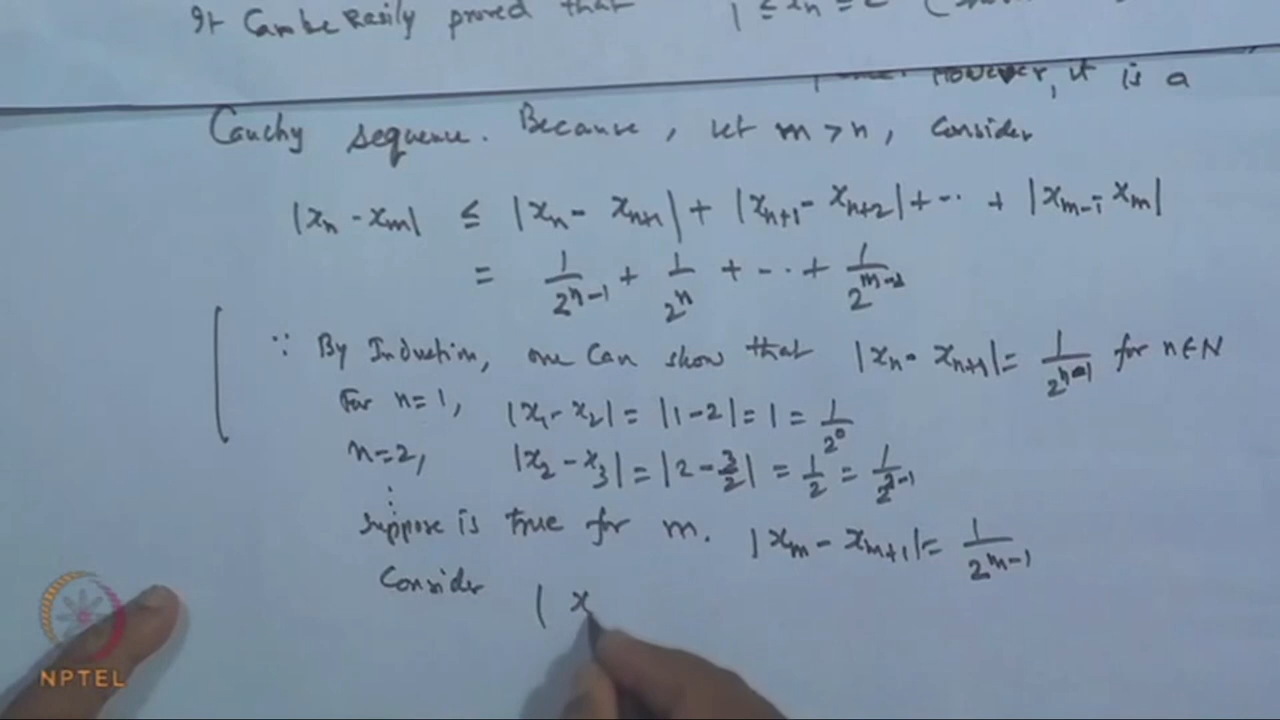 It can be easily proved that 1 ≤ xn ≤ 2
However, it is a
Cauchy sequence. Because, let m > n, Consider
|xn - xm| ≤ |xn - xn+1| + |xn+1 - xn+2| + -- + |xm-1 - xm|
= 1/2^(n-1) + 1/2^n + -- + 1/2^(m-2)
∵ By Induction, one can show that |xn - xn+1| = 1/2^(n-1) for n∈N
For n=1, |x1 - x2| = |1-2| = 1 = 1/2^0
n=2, |x2 - x3| = |2 - 3/2| = 1/2 = 1/2^(2-1)
⋮
Suppose is true for m. |xm - xm+1| = 1/2^(m-1)
Consider | x
NPTEL